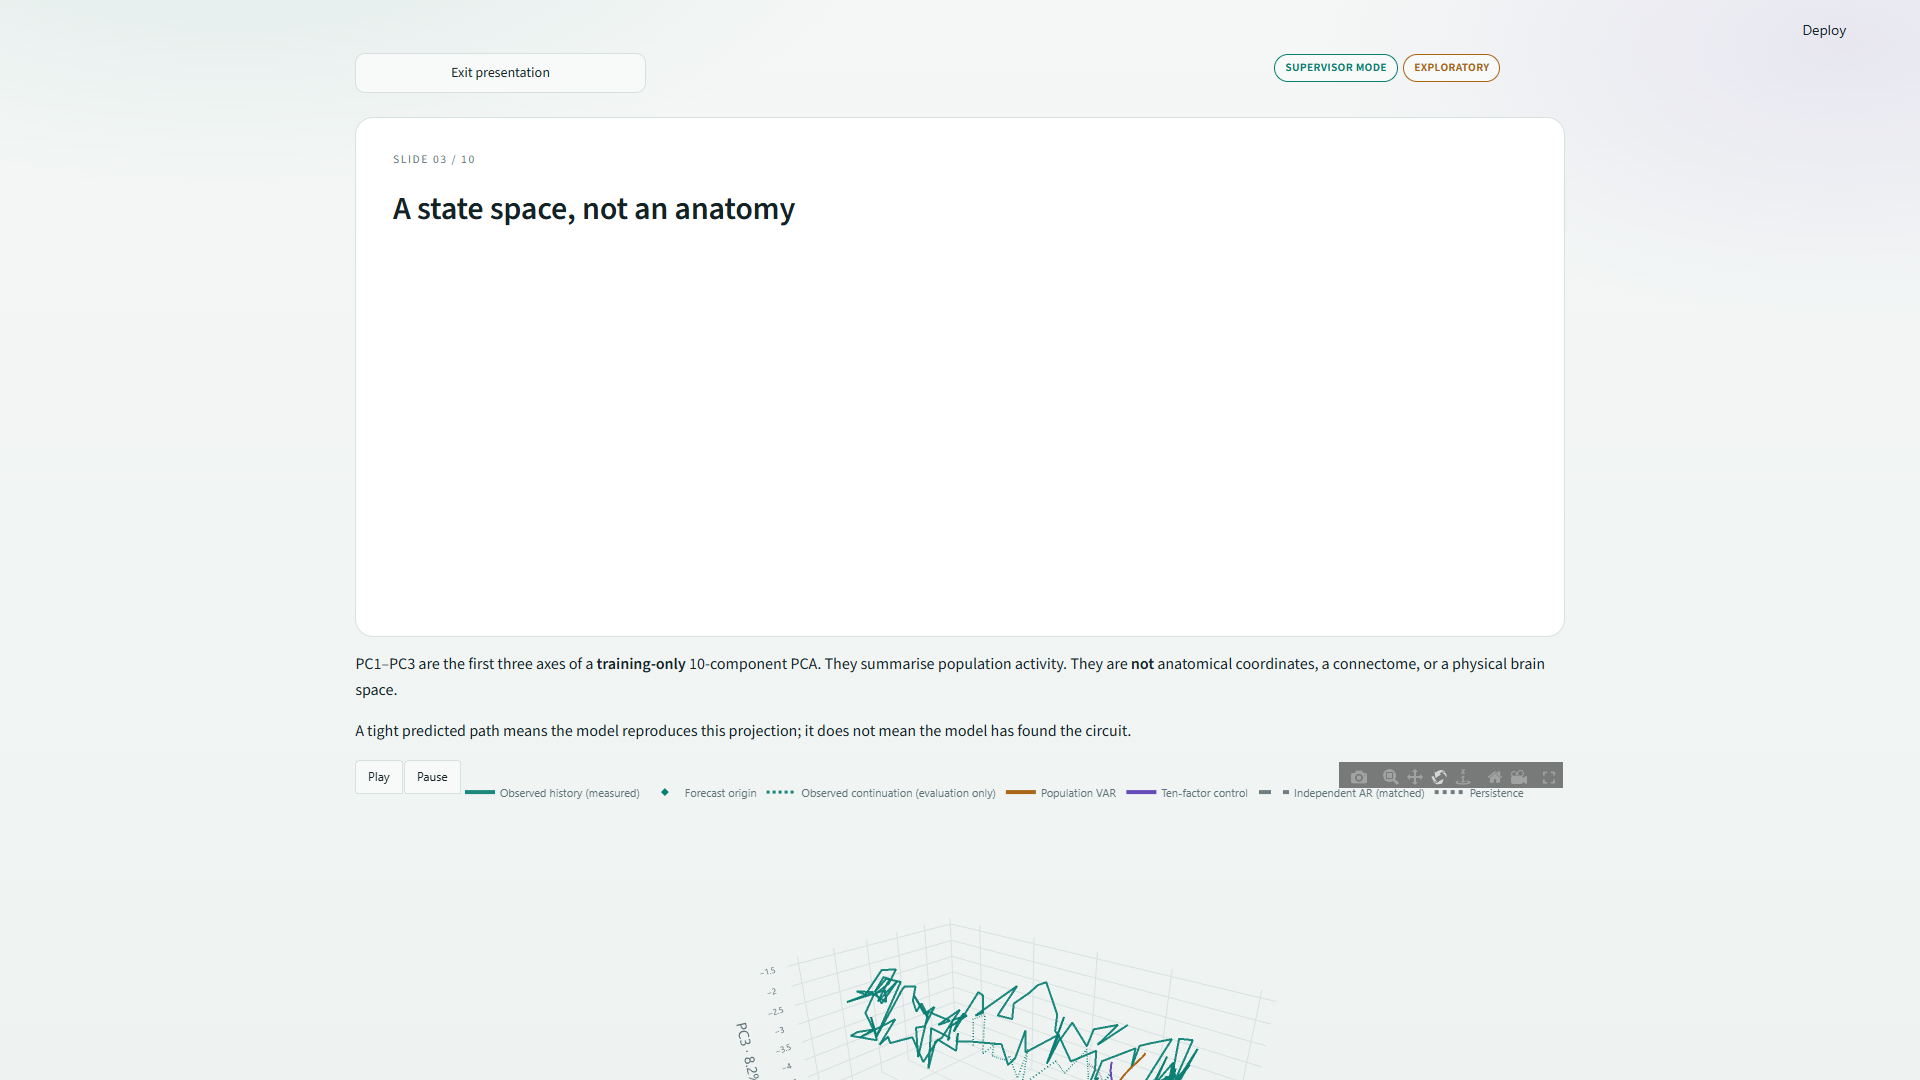 Deploy
Exit presentation
SUPERVISOR MODE
EXPLORATORY
SLIDE 03 / 10
A state space, not an anatomy
PC1–PC3 are the first three axes of a training-only 10-component PCA. They summarise population activity. They are not anatomical coordinates, a connectome, or a physical brain
space.
A tight predicted path means the model reproduces this projection; it does not mean the model has found the circuit.
Play
Pause
Observed history (measured)
Forecast origin
Observed continuation (evaluation only)
Population VAR
Ten-factor control
Independent AR (matched)
Persistence
−1.5
−2
−2.5
−3
−3.5
−4
PC3 · 8.2%